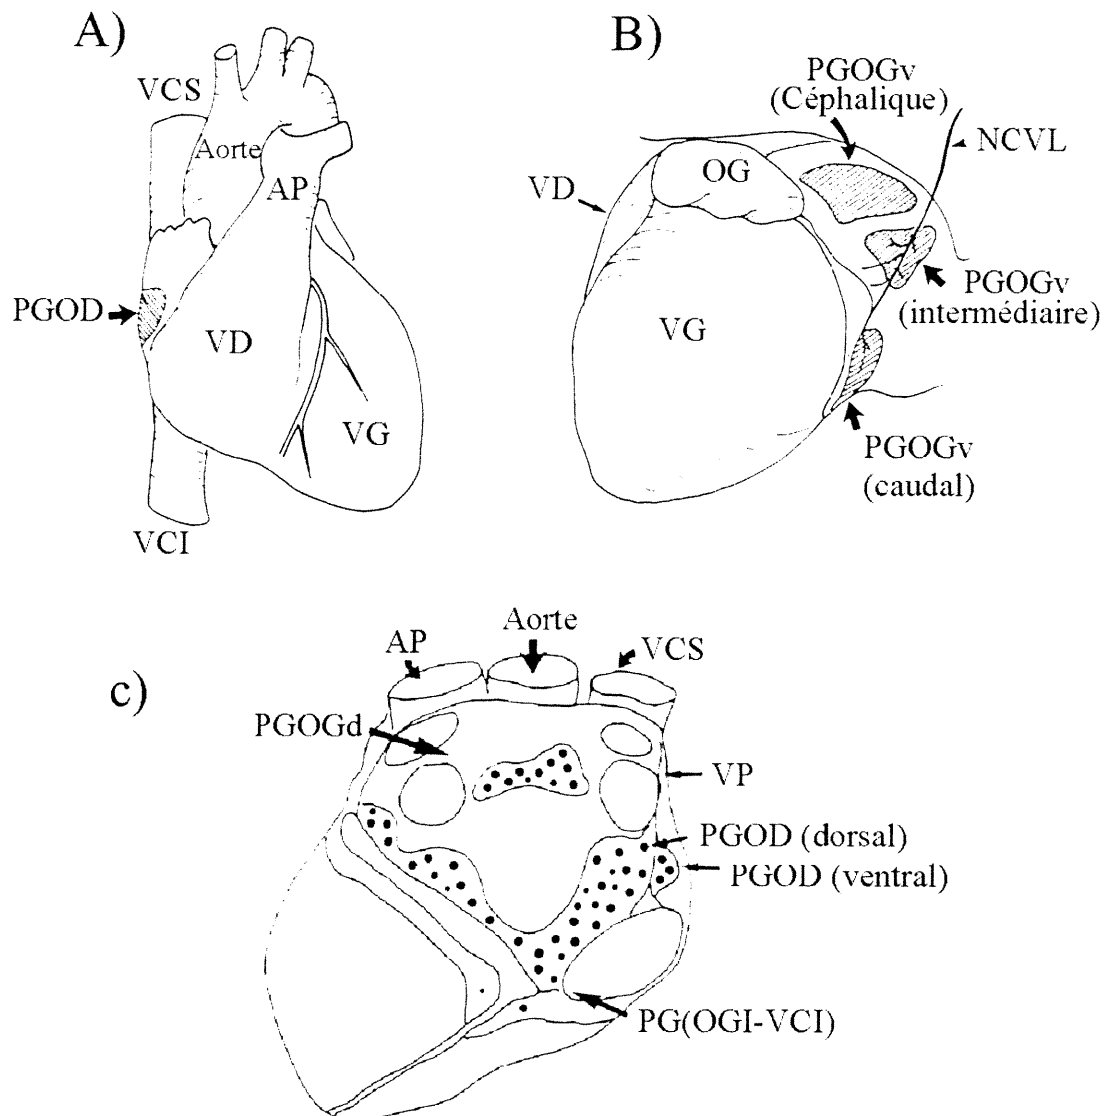 A)
VCS
Aorte
AP
PGOD
VD
VG
VCI
B)
PGOGv
(Céphalique)
NCVL
OG
VD
PGOGv
(intermédiaire)
VG
PGOGv
(caudal)
c)
Aorte
AP
VCS
PGOGd
VP
PGOD (dorsal)
PGOD (ventral)
PG(OGI-VCI)